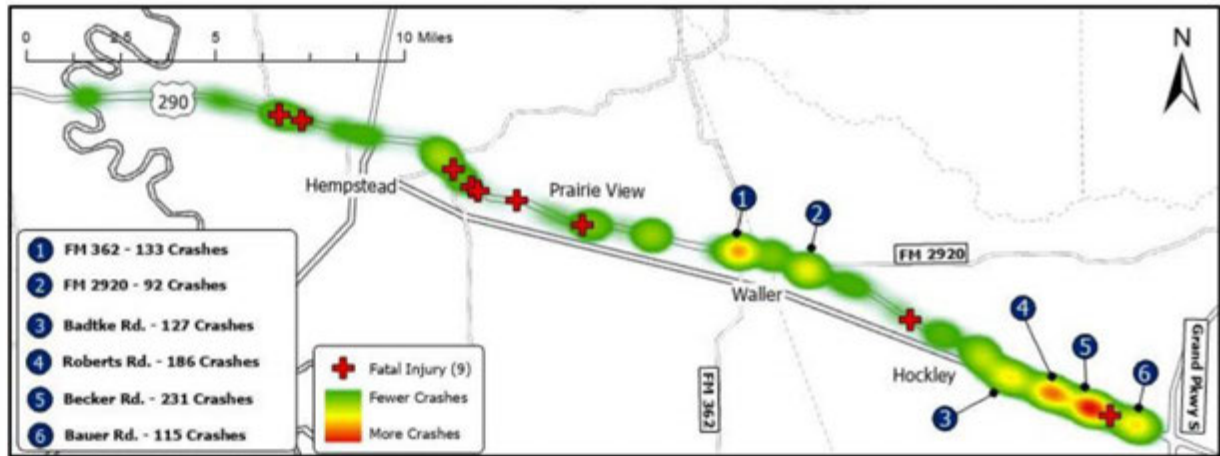 0 2.5 5 10 Miles
N
290
Hempstead
Prairie View
1
2
FM 2920
Waller
4
5
6
Hockley
3
FM 362
Grand Pkwy S
1 FM 362 - 133 Crashes
2 FM 2920 - 92 Crashes
3 Badtke Rd. - 127 Crashes
4 Roberts Rd. - 186 Crashes
5 Becker Rd. - 231 Crashes
6 Bauer Rd. - 115 Crashes
Fatal Injury (9)
Fewer Crashes
More Crashes